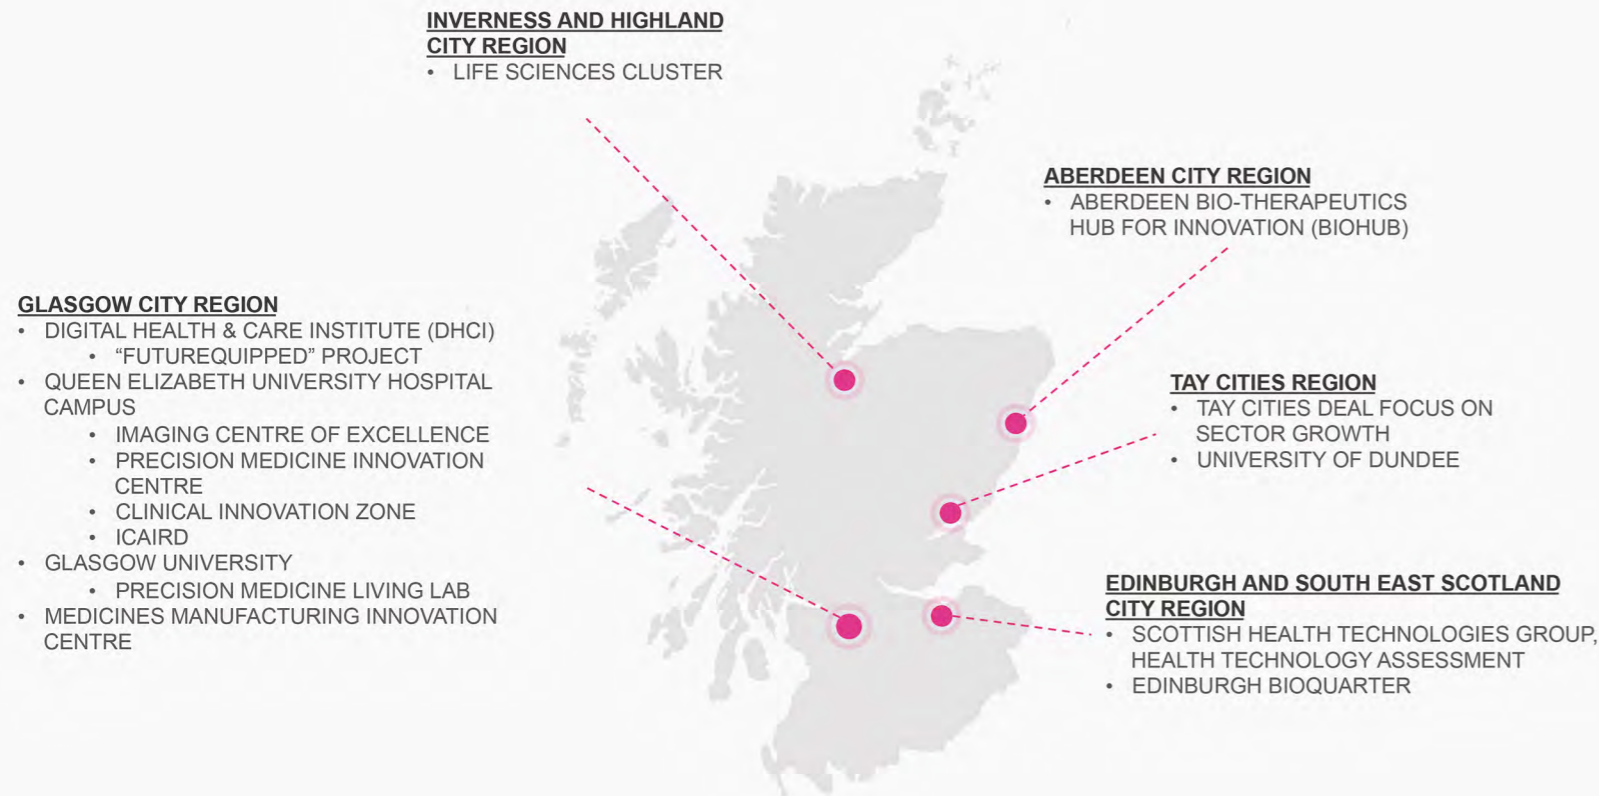 INVERNESS AND HIGHLAND
CITY REGION
• LIFE SCIENCES CLUSTER
ABERDEEN CITY REGION
• ABERDEEN BIO-THERAPEUTICS
HUB FOR INNOVATION (BIOHUB)
GLASGOW CITY REGION
• DIGITAL HEALTH & CARE INSTITUTE (DHCI)
• “FUTUREQUIPPED” PROJECT
• QUEEN ELIZABETH UNIVERSITY HOSPITAL
CAMPUS
• IMAGING CENTRE OF EXCELLENCE
• PRECISION MEDICINE INNOVATION
CENTRE
• CLINICAL INNOVATION ZONE
• ICAIRD
• GLASGOW UNIVERSITY
• PRECISION MEDICINE LIVING LAB
• MEDICINES MANUFACTURING INNOVATION
CENTRE
TAY CITIES REGION
• TAY CITIES DEAL FOCUS ON
SECTOR GROWTH
• UNIVERSITY OF DUNDEE
EDINBURGH AND SOUTH EAST SCOTLAND
CITY REGION
• SCOTTISH HEALTH TECHNOLOGIES GROUP,
HEALTH TECHNOLOGY ASSESSMENT
• EDINBURGH BIOQUARTER